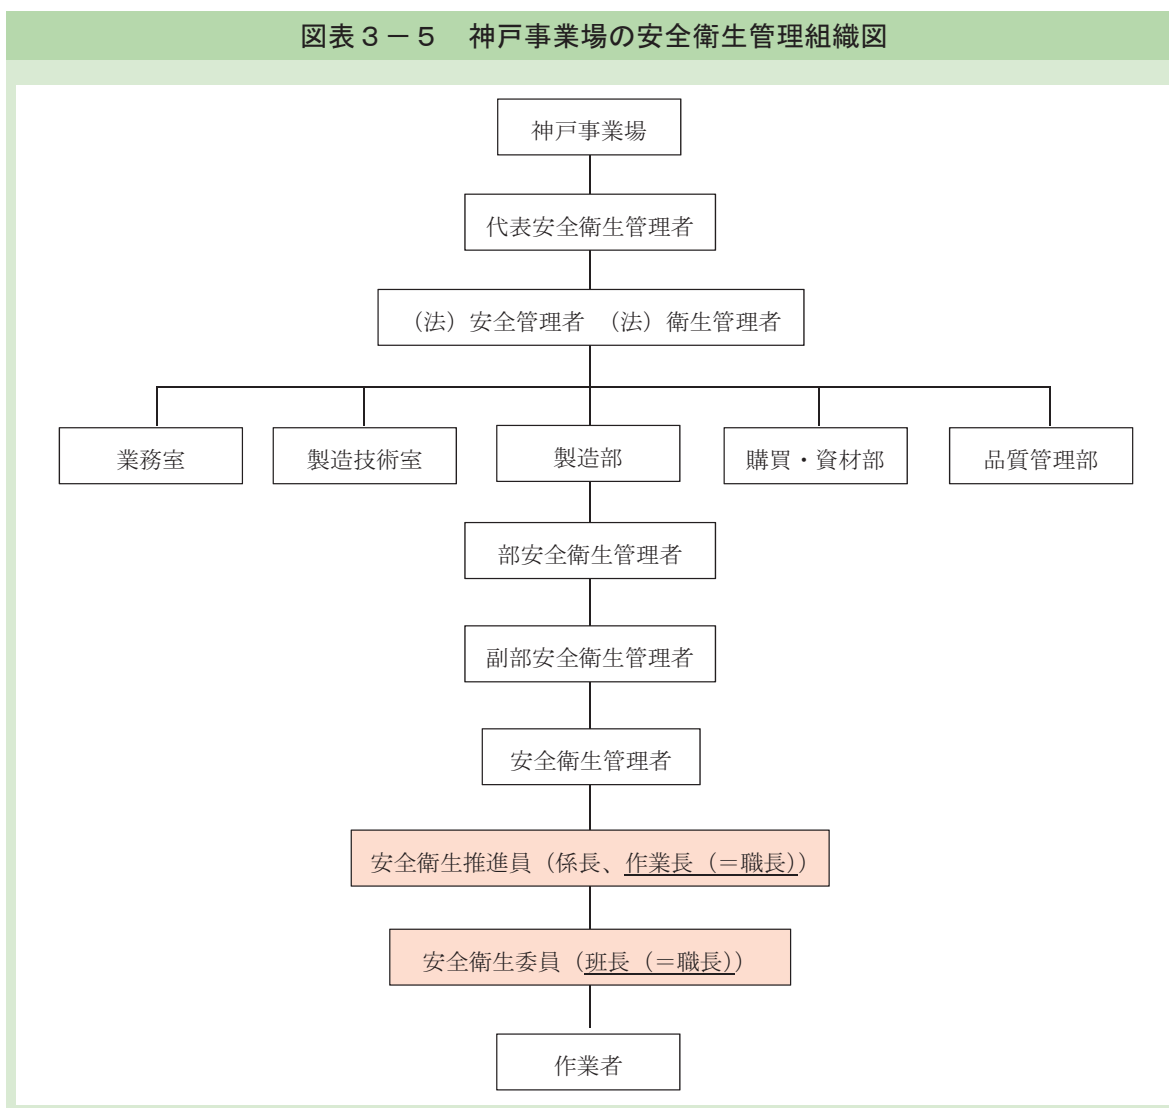 図表３－５　神戸事業場の安全衛生管理組織図
神戸事業場
代表安全衛生管理者
（法）安全管理者　（法）衛生管理者
業務室
製造技術室
製造部
購買・資材部
品質管理部
部安全衛生管理者
副部安全衛生管理者
安全衛生管理者
安全衛生推進員（係長、作業長（＝職長））
安全衛生委員（班長（＝職長））
作業者